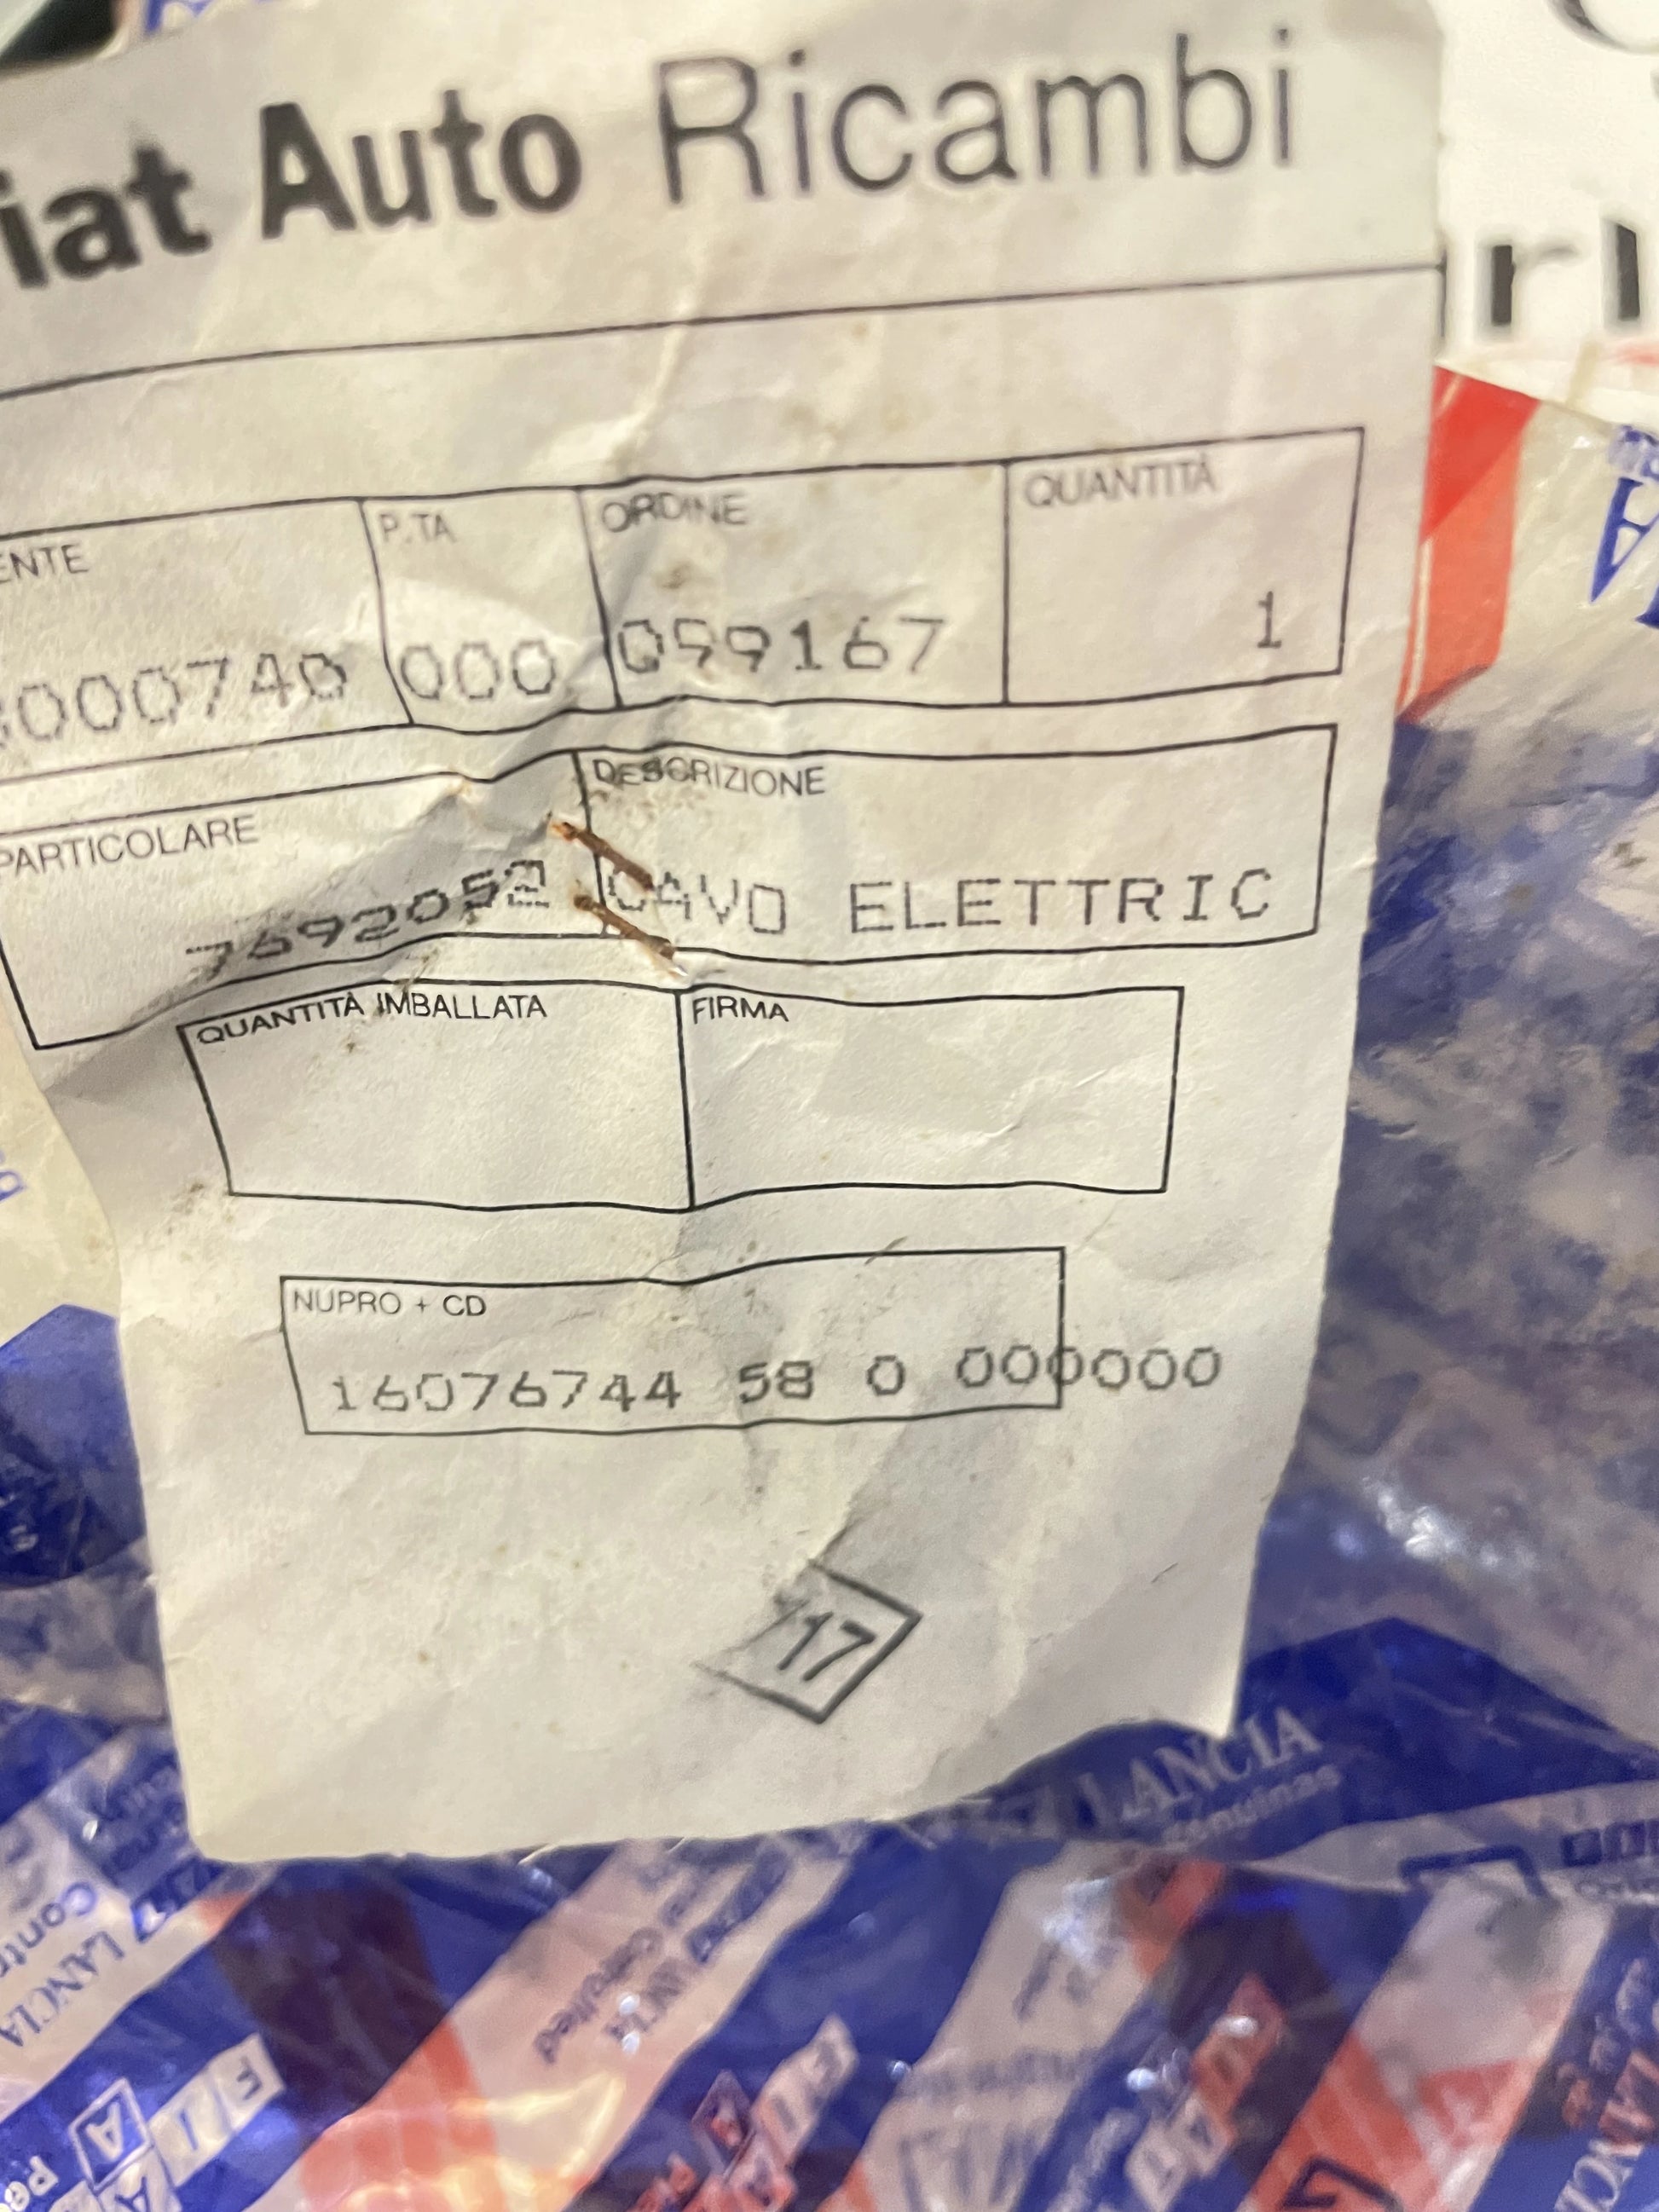 iat Auto Ricambi
ENTE P.TA ORDINE QUANTITÀ
000740 000 099167 1
PARTICOLARE DESCRIZIONE
7692052 CAVO ELETTRIC
QUANTITÀ IMBALLATA FIRMA
NUPRO + CD
16076744 58 0 000000
17
LANCIA
LANCIA